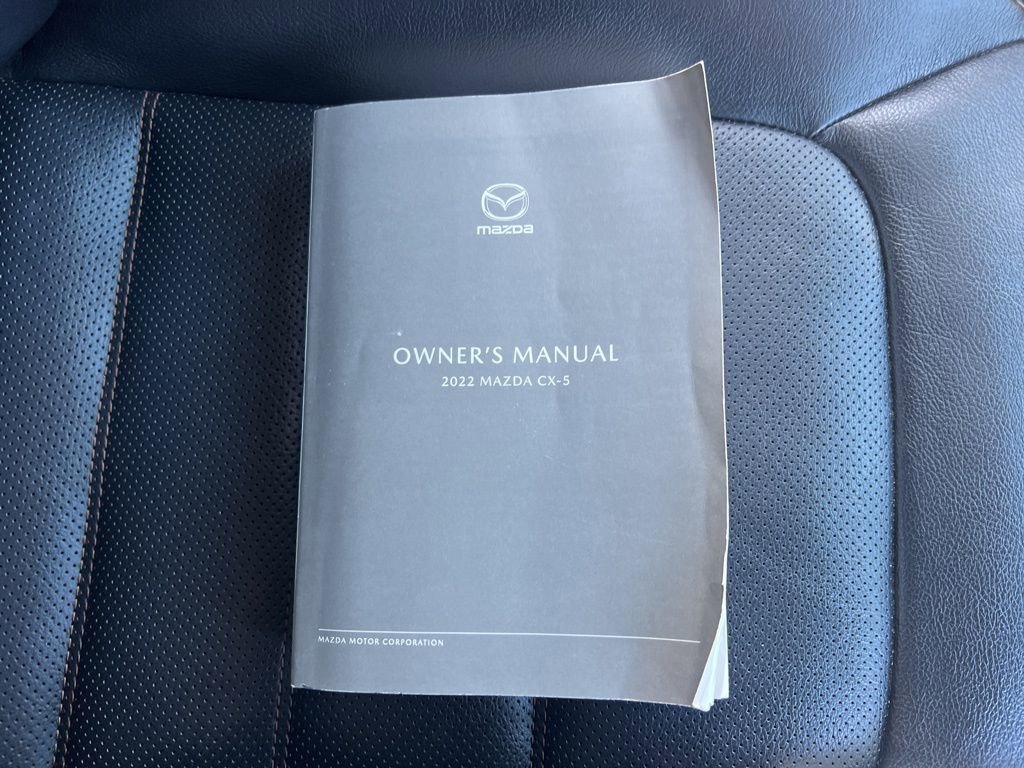 mazda
OWNER'S MANUAL
2022 MAZDA CX-5
MAZDA MOTOR CORPORATION